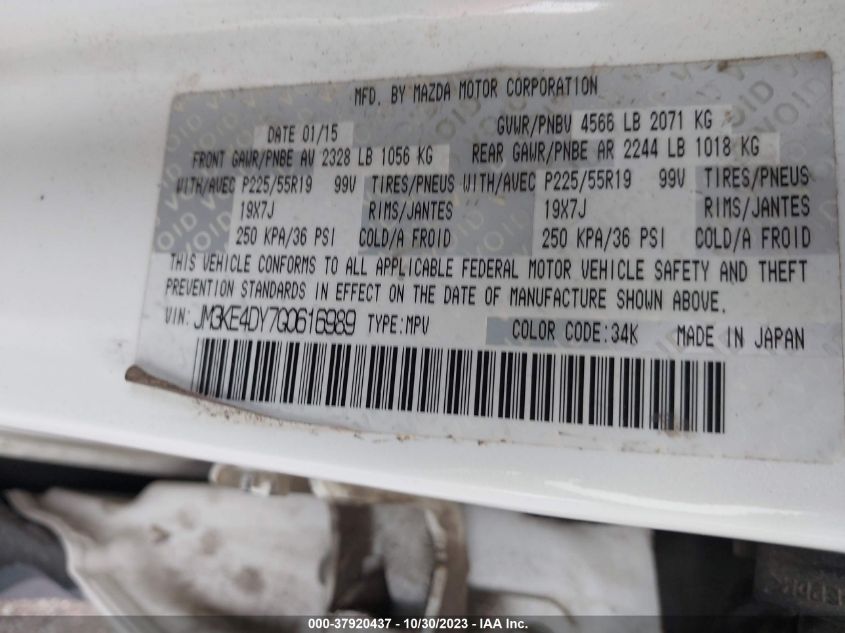 MFD. BY MAZDA MOTOR CORPORATION
DATE 01/15 GVWR/PNBV 4566 LB 2071 KG
FRONT GAWR/PNBE AV 2328 LB 1056 KG REAR GAWR/PNBE AR 2244 LB 1018 KG
WITH/AVEC P225/55R19 99V TIRES/PNEUS WITH/AVEC P225/55R19 99V TIRES/PNEUS
19X7J RIMS/JANTES 19X7J RIMS/JANTES
250 KPA/36 PSI COLD/A FROID 250 KPA/36 PSI COLD/A FROID
THIS VEHICLE CONFORMS TO ALL APPLICABLE FEDERAL MOTOR VEHICLE SAFETY AND THEFT
PREVENTION STANDARDS IN EFFECT ON THE DATE OF MANUFACTURE SHOWN ABOVE.
VIN: JM3KE4DY7G0616989 TYPE:MPV COLOR CODE:34K MADE IN JAPAN
000-37920437 - 10/30/2023 - IAA Inc.